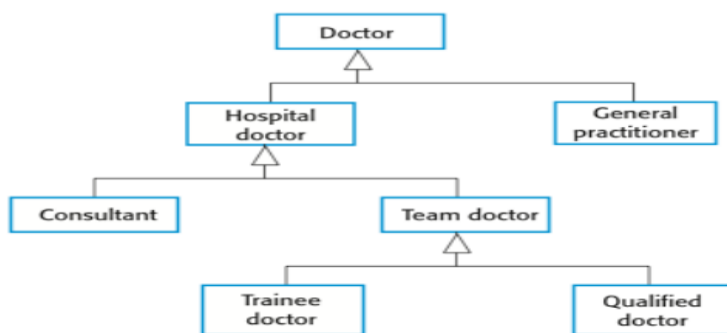 Doctor
Hospital
doctor
General
practitioner
Consultant
Team doctor
Trainee
doctor
Qualified
doctor